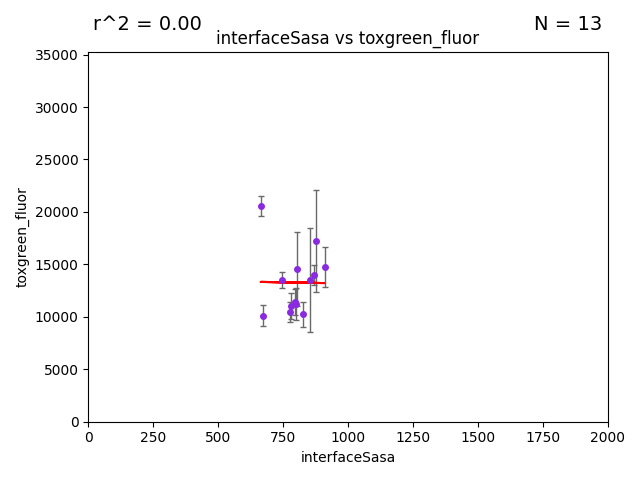 r^2 = 0.00
N = 13
interfaceSasa vs toxgreen_fluor
35000
30000
25000
20000
15000
10000
5000
0
toxgreen_fluor
0 250 500 750 1000 1250 1500 1750 2000
interfaceSasa